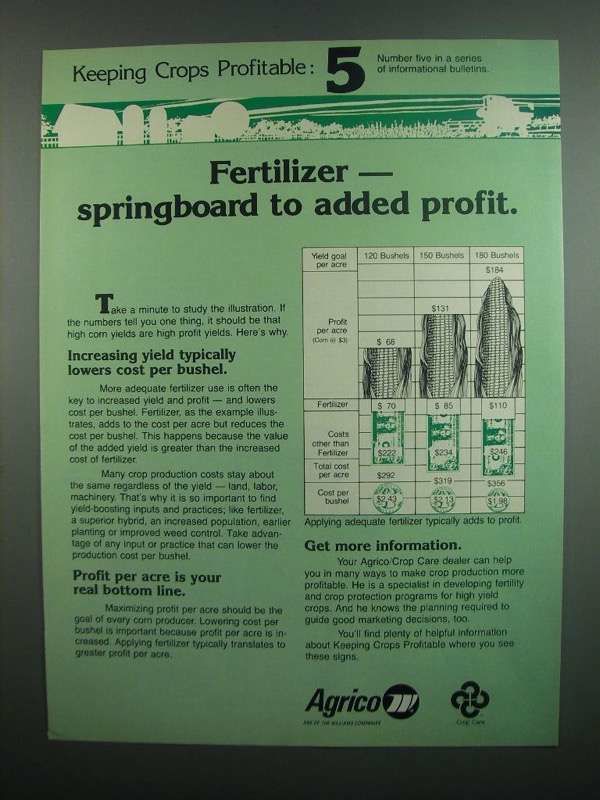 Keeping Crops Profitable: 5
Number five in a series
of informational bulletins.
Fertilizer —
springboard to added profit.
Take a minute to study the illustration. If
the numbers tell you one thing, it should be that
high corn yields are high profit yields. Here's why.
Increasing yield typically
lowers cost per bushel.
More adequate fertilizer use is often the
key to increased yield and profit — and lowers
cost per bushel. Fertilizer, as the example illus-
trates, adds to the cost per acre but reduces the
cost per bushel. This happens because the value
of the added yield is greater than the increased
cost of fertilizer.
Many crop production costs stay about
the same regardless of the yield — land, labor,
machinery. That's why it is so important to find
yield-boosting inputs and practices; like fertilizer,
a superior hybrid, an increased population, earlier
planting or improved weed control. Take advan-
tage of any input or practice that can lower the
production cost per bushel.
Profit per acre is your
real bottom line.
Maximizing profit per acre should be the
goal of every corn producer. Lowering cost per
bushel is important because profit per acre is in-
creased. Applying fertilizer typically translates to
greater profit per acre.
Yield goal
per acre
120 Bushels 150 Bushels 180 Bushels
$184
$131
Profit
per acre
(Corn @ $3)
$ 68
Fertilizer $ 70 $ 85 $110
Costs
other than
Fertilizer
$222 $234 $246
Total cost
per acre
$292 $319 $356
Cost per
bushel
$2.43 $2.13 $1.98
Applying adequate fertilizer typically adds to profit.
Get more information.
Your Agrico/Crop Care dealer can help
you in many ways to make crop production more
profitable. He is a specialist in developing fertility
and crop protection programs for high yield
crops. And he knows the planning required to
guide good marketing decisions, too.
You'll find plenty of helpful information
about Keeping Crops Profitable where you see
these signs.
Agrico
ONE OF THE WILLIAMS COMPANIES
Crop Care